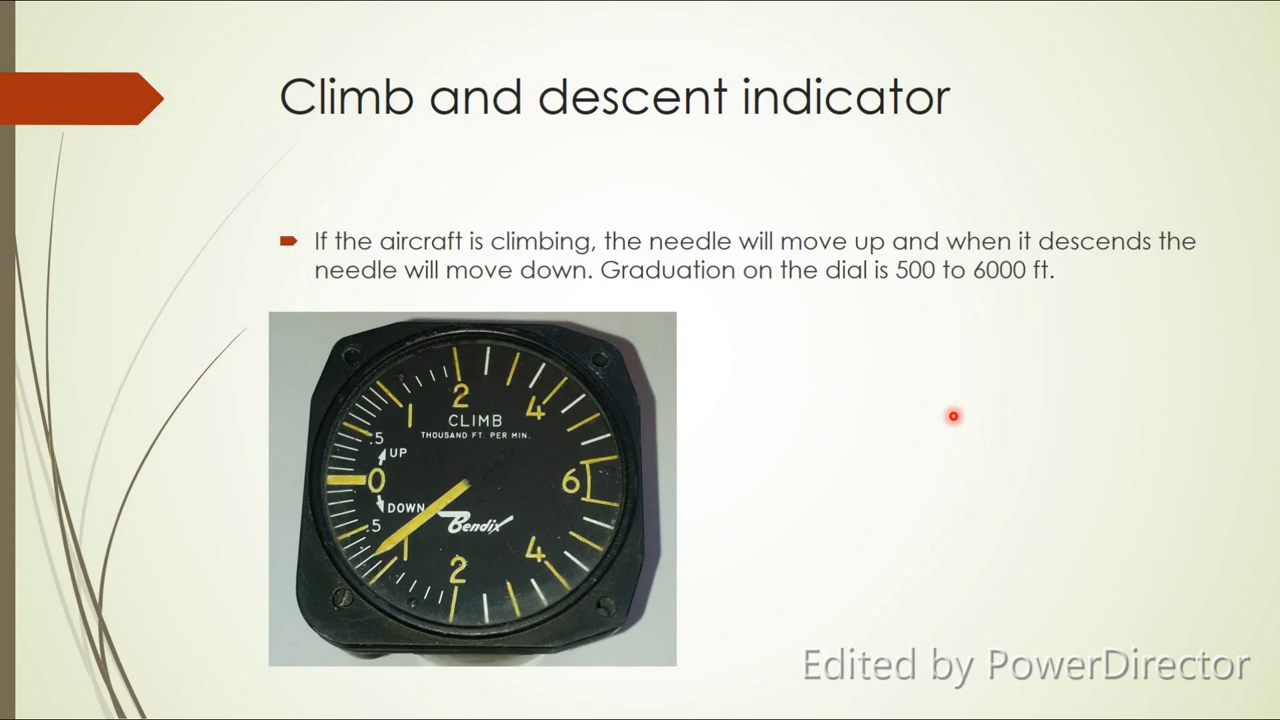 Climb and descent indicator
If the aircraft is climbing, the needle will move up and when it descends the
needle will move down. Graduation on the dial is 500 to 6000 ft.
2
4
1
CLIMB
THOUSAND FT. PER MIN.
.5
UP
0
6
DOWN
.5
Bendix
1
4
2
Edited by PowerDirector